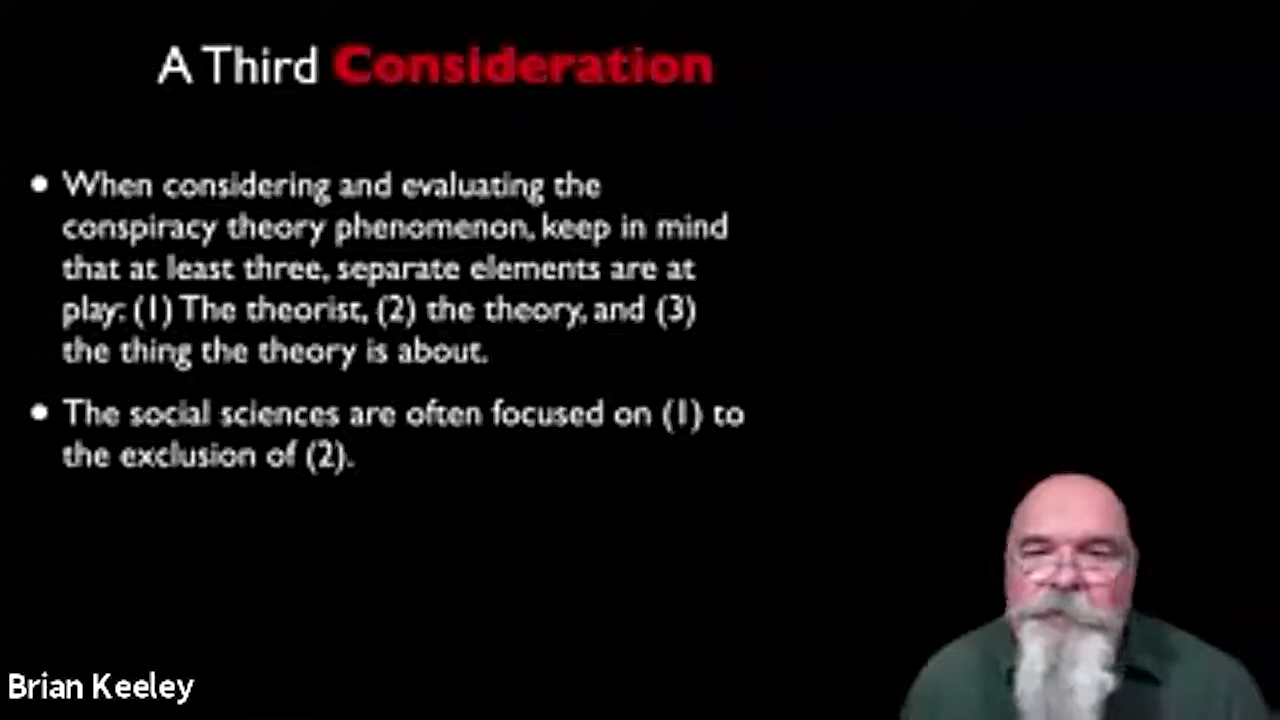 A Third Consideration
• When considering and evaluating the
conspiracy theory phenomenon, keep in mind
that at least three, separate elements are at
play: (1) The theorist, (2) the theory, and (3)
the thing the theory is about.
• The social sciences are often focused on (1) to
the exclusion of (2).
Brian Keeley